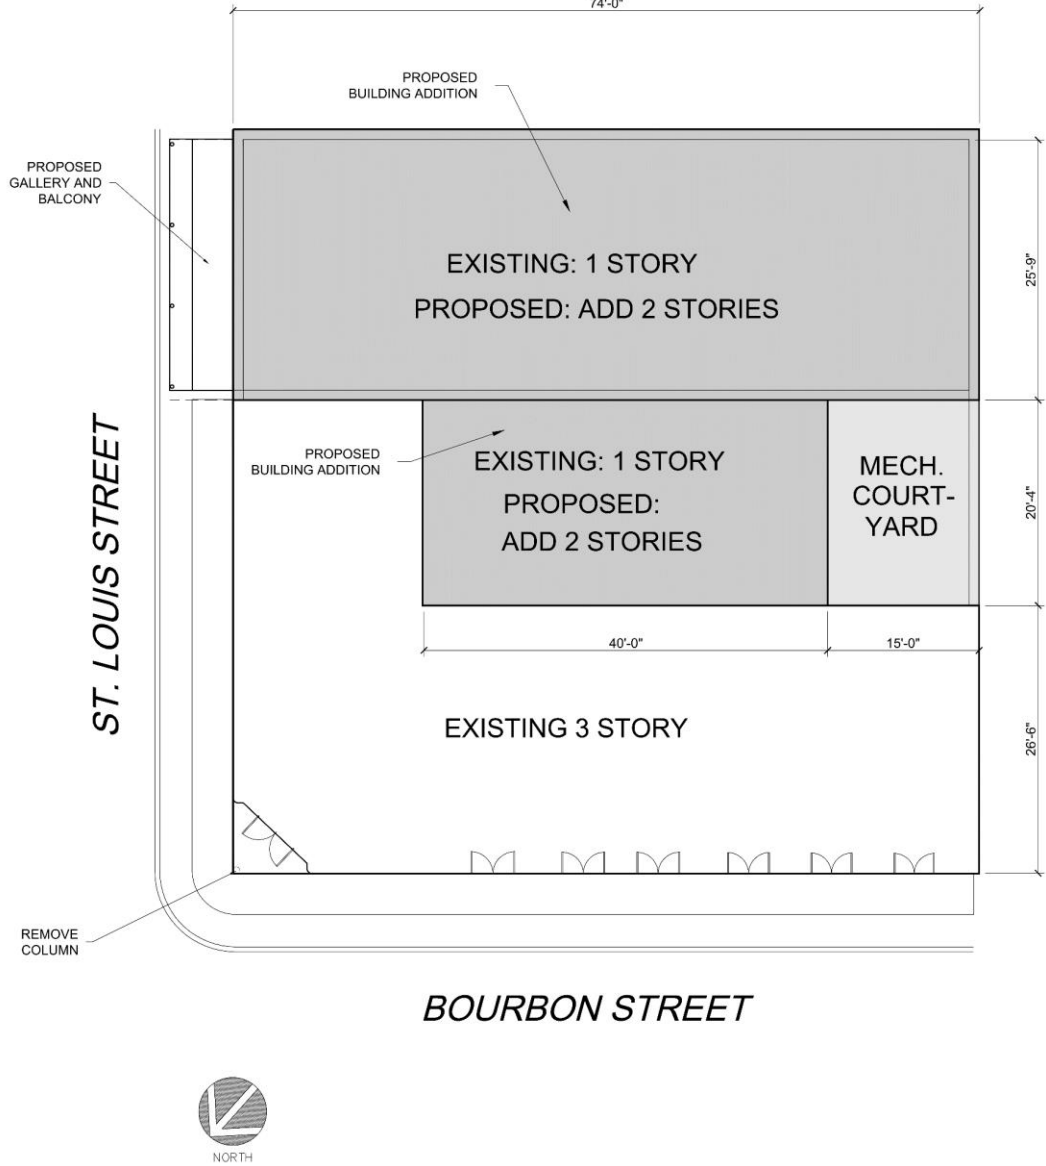 74'-0"
PROPOSED
BUILDING ADDITION
PROPOSED
GALLERY AND
BALCONY
EXISTING: 1 STORY
PROPOSED: ADD 2 STORIES
25'-9"
PROPOSED
BUILDING ADDITION
EXISTING: 1 STORY
PROPOSED:
ADD 2 STORIES
MECH.
COURT-
YARD
20'-4"
ST. LOUIS STREET
40'-0"
15'-0"
EXISTING 3 STORY
26'-6"
REMOVE
COLUMN
BOURBON STREET
NORTH